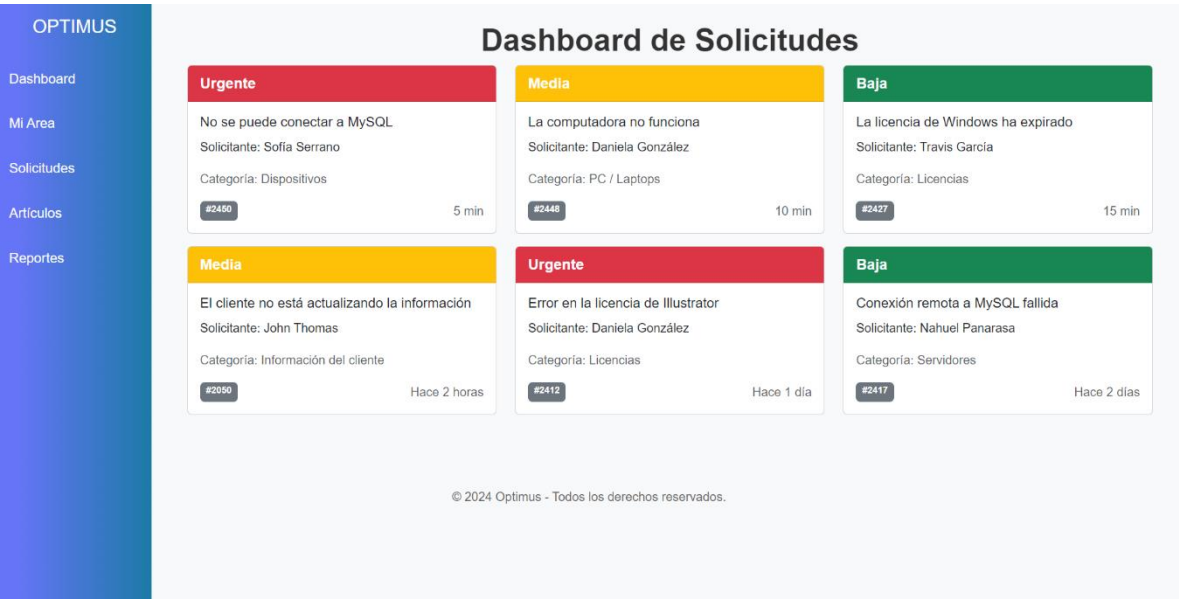 OPTIMUS
Dashboard
Mi Area
Solicitudes
Artículos
Reportes
Dashboard de Solicitudes
Urgente
No se puede conectar a MySQL
Solicitante: Sofía Serrano
Categoría: Dispositivos
#2450 5 min
Media
La computadora no funciona
Solicitante: Daniela González
Categoría: PC / Laptops
#2448 10 min
Baja
La licencia de Windows ha expirado
Solicitante: Travis García
Categoría: Licencias
#2427 15 min
Media
El cliente no está actualizando la información
Solicitante: John Thomas
Categoría: Información del cliente
#2050 Hace 2 horas
Urgente
Error en la licencia de Illustrator
Solicitante: Daniela González
Categoría: Licencias
#2412 Hace 1 día
Baja
Conexión remota a MySQL fallida
Solicitante: Nahuel Panarasa
Categoría: Servidores
#2417 Hace 2 días
© 2024 Optimus - Todos los derechos reservados.